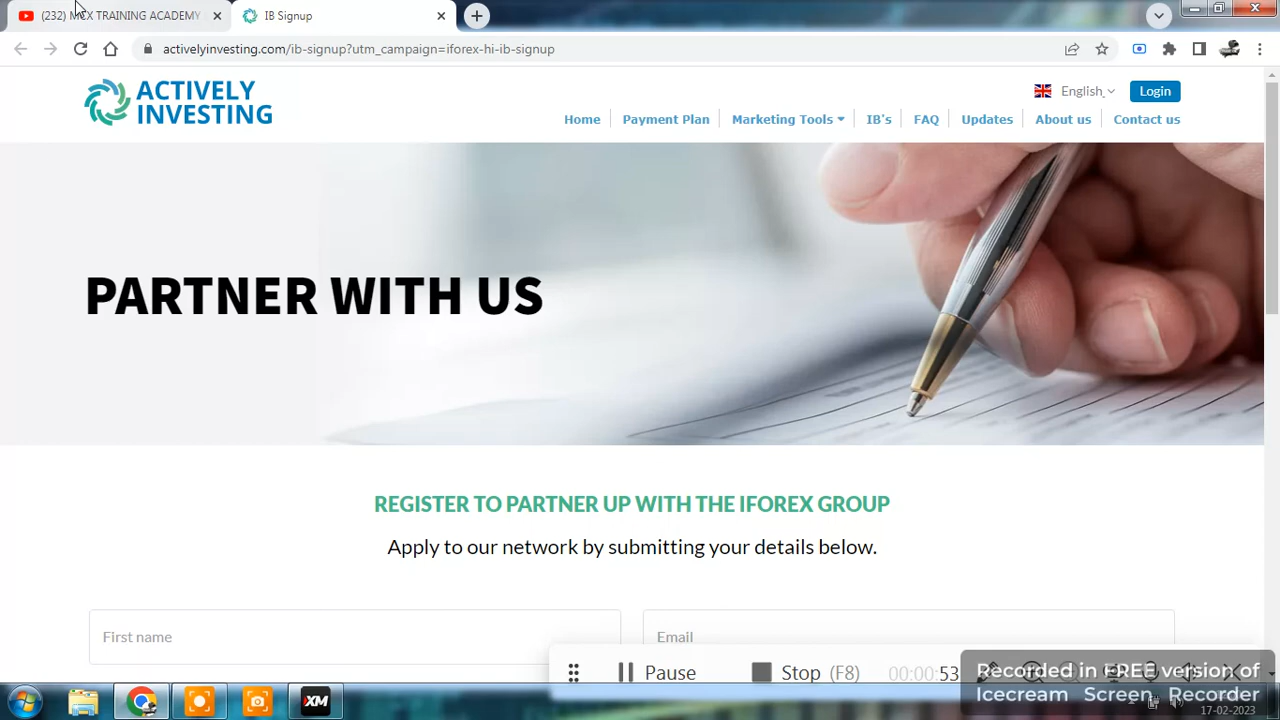 (232) MCX TRAINING ACADEMY
IB Signup
activelyinvesting.com/ib-signup?utm_campaign=iforex-hi-ib-signup
ACTIVELY
INVESTING
English
Login
Home
Payment Plan
Marketing Tools
IB's
FAQ
Updates
About us
Contact us
PARTNER WITH US
REGISTER TO PARTNER UP WITH THE IFOREX GROUP
Apply to our network by submitting your details below.
First name
Email
Pause
Stop (F8)
00:00:53
Recorded in FREE version of
Icecream Screen Recorder
XM
17-02-2023